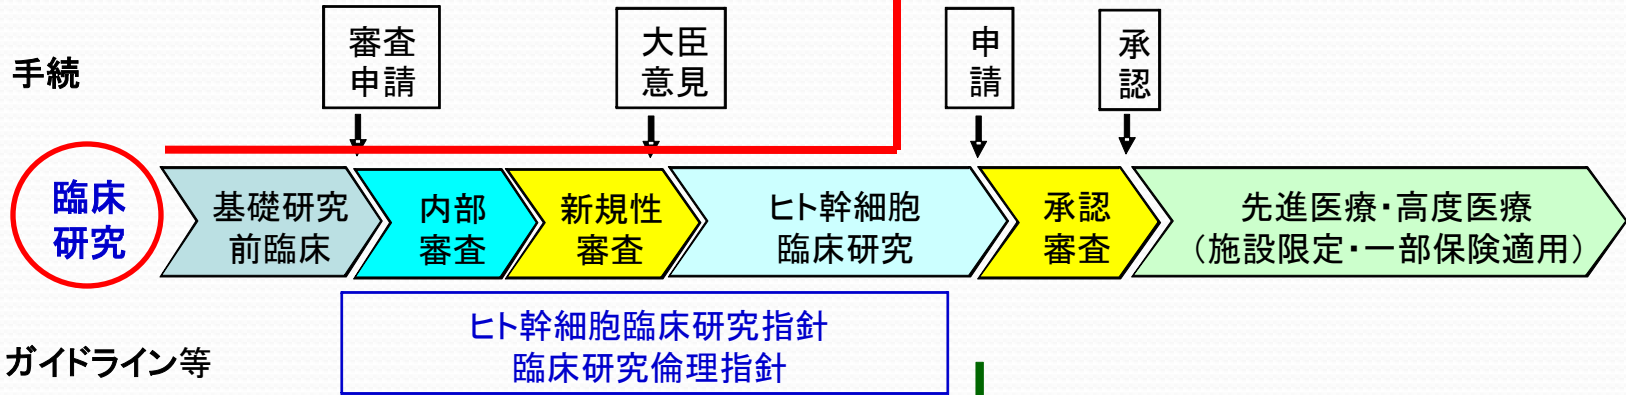 手続
審査
申請
大臣
意見
申
請
承
認
臨床
研究
基礎研究
前臨床
内部
審査
新規性
審査
ヒト幹細胞
臨床研究
承認
審査
先進医療・高度医療
（施設限定・一部保険適用）
ガイドライン等
ヒト幹細胞臨床研究指針
臨床研究倫理指針